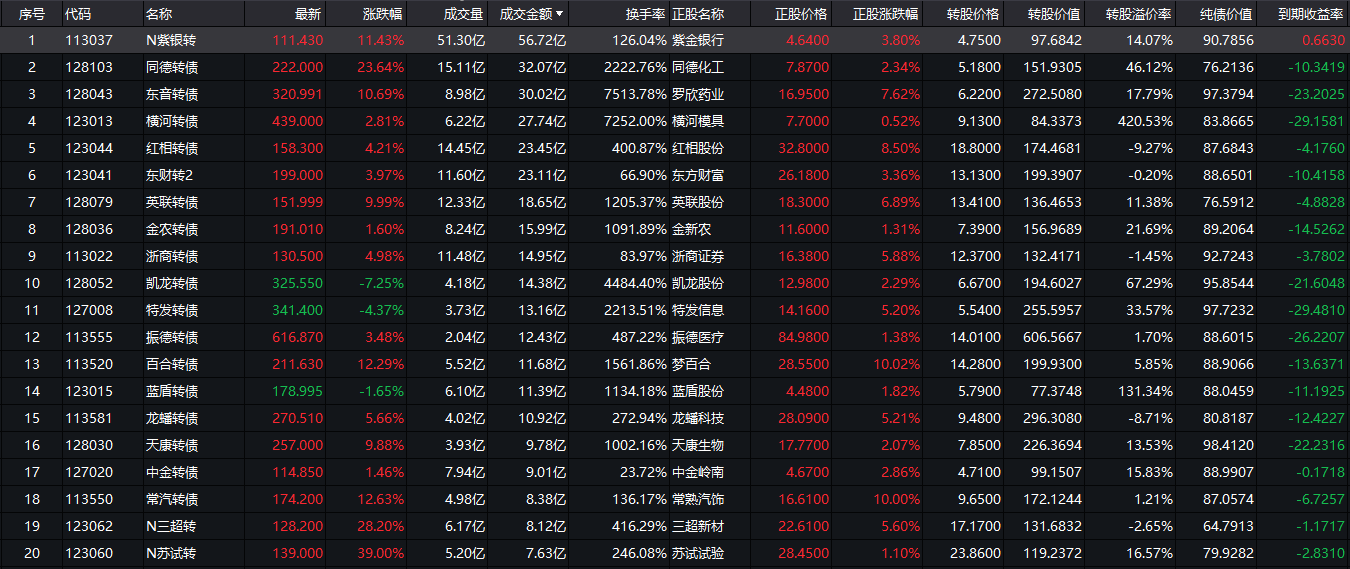 序号 代码 名称 最新 涨跌幅 成交量 成交金额 换手率 正股名称 正股价格 正股涨跌幅 转股价格 转股价值 转股溢价率 纯债价值 到期收益率
1 113037 N紫银转 111.430 11.43% 51.30亿 56.72亿 126.04% 紫金银行 4.6400 3.80% 4.7500 97.6842 14.07% 90.7856 0.6630
2 128103 同德转债 222.000 23.64% 15.11亿 32.07亿 2222.76% 同德化工 7.8700 2.34% 5.1800 151.9305 46.12% 76.2136 -10.3419
3 128043 东音转债 320.991 10.69% 8.98亿 30.02亿 7513.78% 罗欣药业 16.9500 7.62% 6.2200 272.5080 17.79% 97.3794 -23.2025
4 123013 横河转债 439.000 2.81% 6.22亿 27.74亿 7252.00% 横河模具 7.7000 0.52% 9.1300 84.3373 420.53% 83.8665 -29.1581
5 123044 红相转债 158.300 4.21% 14.45亿 23.45亿 400.87% 红相股份 32.8000 8.50% 18.8000 174.4681 -9.27% 87.6843 -4.1760
6 123041 东财转2 199.000 3.97% 11.60亿 23.11亿 66.90% 东方财富 26.1800 3.36% 13.1300 199.3907 -0.20% 88.6501 -10.4158
7 128079 英联转债 151.999 9.99% 12.33亿 18.65亿 1205.37% 英联股份 18.3000 6.89% 13.4100 136.4653 11.38% 76.5912 -4.8828
8 128036 金农转债 191.010 1.60% 8.24亿 15.99亿 1091.89% 金新农 11.6000 1.31% 7.3900 156.9689 21.69% 89.2064 -14.5262
9 113022 浙商转债 130.500 4.98% 11.48亿 14.95亿 83.97% 浙商证券 16.3800 5.88% 12.3700 132.4171 -1.45% 92.7243 -3.7802
10 128052 凯龙转债 325.550 -7.25% 4.18亿 14.38亿 4484.40% 凯龙股份 12.9800 2.29% 6.6700 194.6027 67.29% 95.8544 -21.6048
11 127008 特发转债 341.400 -4.37% 3.73亿 13.16亿 2213.51% 特发信息 14.1600 5.20% 5.5400 255.5957 33.57% 97.7232 -29.4810
12 113555 振德转债 616.870 3.48% 2.04亿 12.43亿 487.22% 振德医疗 84.9800 1.38% 14.0100 606.5667 1.70% 88.6015 -26.2207
13 113520 百合转债 211.630 12.29% 5.52亿 11.68亿 1561.86% 梦百合 28.5500 10.02% 14.2800 199.9300 5.85% 88.9066 -13.6371
14 123015 蓝盾转债 178.995 -1.65% 6.10亿 11.39亿 1134.18% 蓝盾股份 4.4800 1.82% 5.7900 77.3748 131.34% 88.0459 -11.1925
15 113581 龙蟠转债 270.510 5.66% 4.02亿 10.92亿 272.94% 龙蟠科技 28.0900 5.21% 9.4800 296.3080 -8.71% 80.8187 -12.4227
16 128030 天康转债 257.000 9.88% 3.93亿 9.78亿 1002.16% 天康生物 17.7700 2.07% 7.8500 226.3694 13.53% 98.4120 -22.2316
17 127020 中金转债 114.850 1.46% 7.94亿 9.01亿 23.72% 中金岭南 4.6700 2.86% 4.7100 99.1507 15.83% 88.9907 -0.1718
18 113550 常汽转债 174.200 12.63% 4.98亿 8.38亿 136.17% 常熟汽饰 16.6100 10.00% 9.6500 172.1244 1.21% 87.0574 -6.7257
19 123062 N三超转 128.200 28.20% 6.17亿 8.12亿 416.29% 三超新材 22.6100 5.60% 17.1700 131.6832 -2.65% 64.7913 -1.1717
20 123060 N苏试转 139.000 39.00% 5.20亿 7.63亿 246.08% 苏试试验 28.4500 1.10% 23.8600 119.2372 16.57% 79.9282 -2.8310